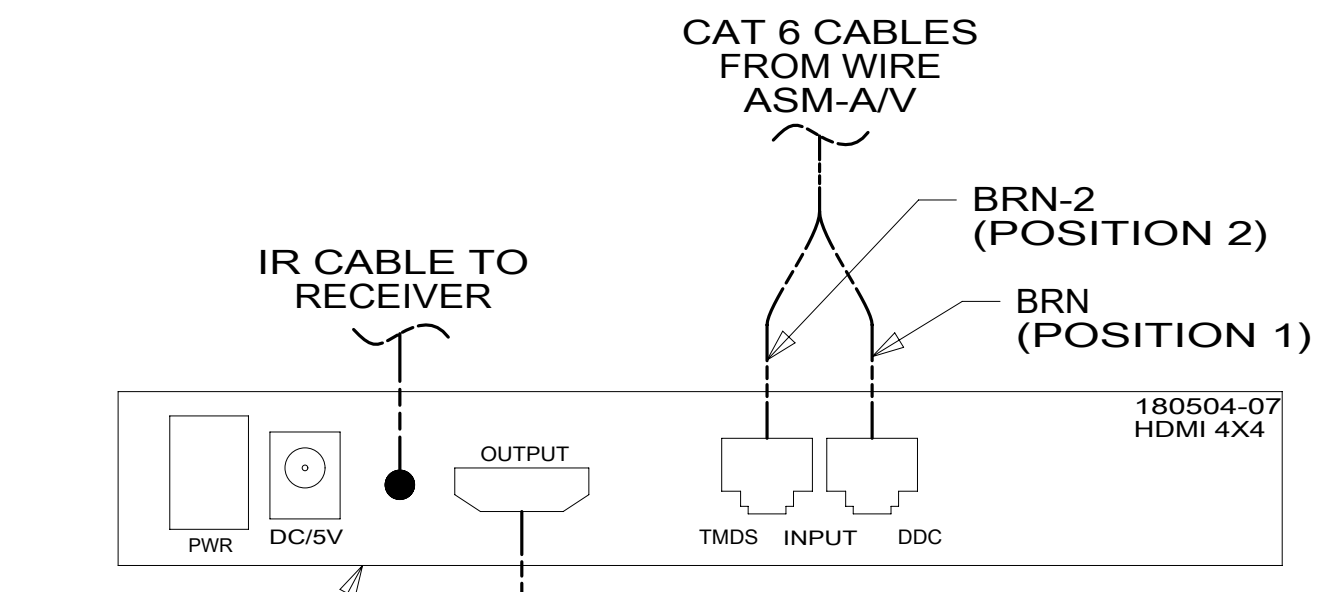 CAT 6 CABLES
FROM WIRE
ASM-A/V
BRN-2
(POSITION 2)
IR CABLE TO
RECEIVER
BRN
(POSITION 1)
180504-07
HDMI 4X4
OUTPUT
PWR
DC/5V
TMDS
INPUT
DDC